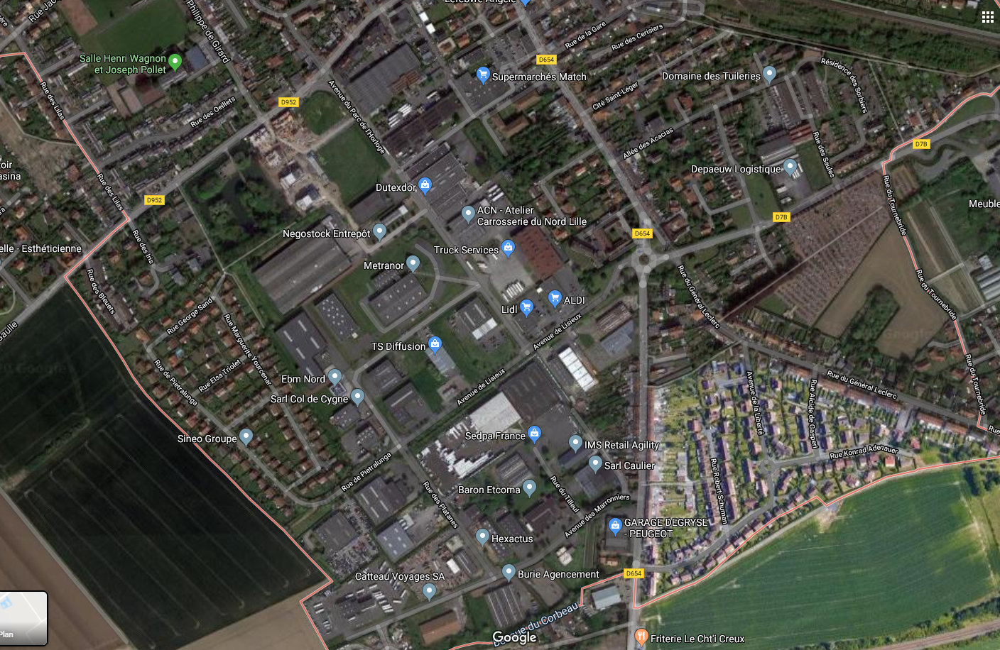 Lefebvre Angèle
Rue Jac
Philippe de Girard
Rue de la Gare
Rue des Cerisiers
D654
Salle Henri Wagnon
et Joseph Pollet
Supermarchés Match
Domaine des Tuileries
Résidence des Sorbiers
Rue des Lilas
Avenue du Parc de l'Horloge
Cité Saint-Léger
D952
Rue des Oeillets
Allée des Acacias
Rue des Saules
D7B
oir
asina
Depaeuw Logistique
Rue des Lilas
Dutexdor
Rue du Tournebride
D952
Meuble
ACN - Atelier
Carrosserie du Nord Lille
D7B
Negostock Entrepôt
D654
Rue des Iris
elle - Esthéticienne
Truck Services
Metranor
Rue des Bleuets
Rue du Général Leclerc
Rue du Tournebride
Lidl
ALDI
Rue George Sand
Avenue de Lisieux
Rue Marguerite Yourcenar
Gaulle
TS Diffusion
Rue Elsa Triolet
Rue de Pietralunga
Ebm Nord
Avenue de Lisieux
Sarl Col de Cygne
Rue du Général Leclerc
Rue du Tournebride
Avenue de la Liberté
Rue Alcide de Gasperi
Sineo Groupe
Sedpa France
IMS Retail Agility
Rue
Rue Konrad Adenauer
Sarl Caulier
Rue de Pietralunga
Rue Robert Schuman
Baron Etcoma
Rue du Tilleul
Rue des Platanes
Avenue des Marronniers
GARAGE DEGRYSE
- PEUGEOT
Hexactus
Catteau Voyages SA
Burie Agencement
D654
Plan
que du Corbeau
Google
Friterie Le Cht'i Creux